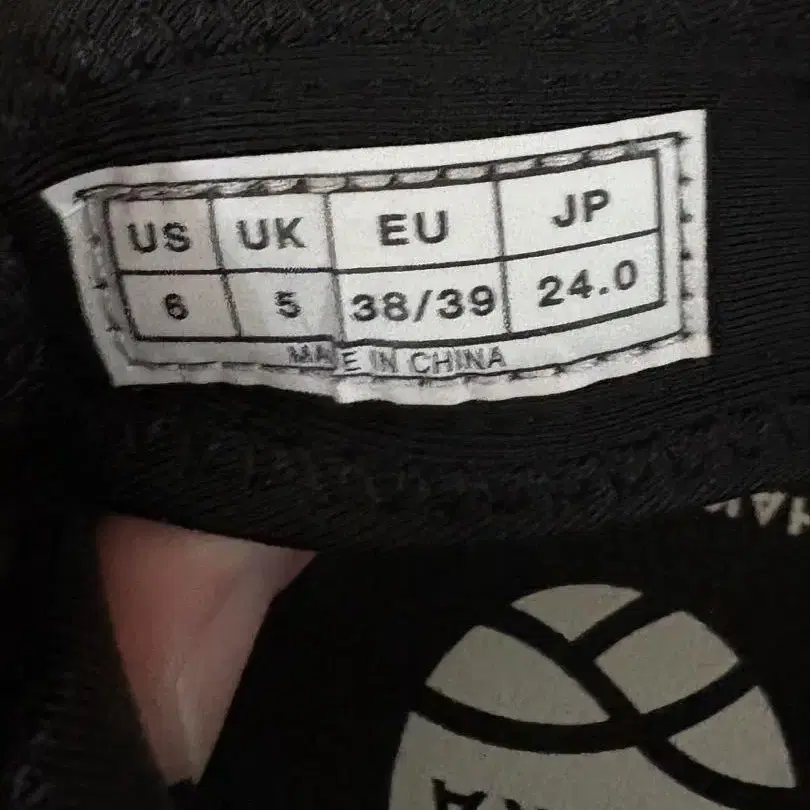 US UK EU JP
6 5 38/39 24.0
MADE IN CHINA